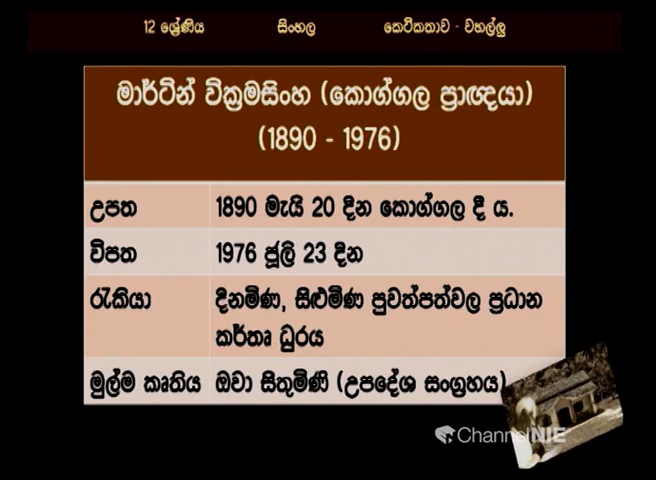 12 ශ්‍රේණිය සිංහල කෙටිකතාව - වහල්ලු
මාර්ටින් වික්‍රමසිංහ (කොග්ගල ප්‍රාඥයා)
(1890 - 1976)
උපත 1890 මැයි 20 දින කොග්ගල දී ය.
විපත 1976 ජූලි 23 දින
රැකියා දිනමිණ, සිළුමිණ පුවත්පත්වල ප්‍රධාන
කර්තෘ ධුරය
මුල්ම කෘතිය ඔවා සිතුමිණි (උපදේශ සංග්‍රහය)
ChannelNIE